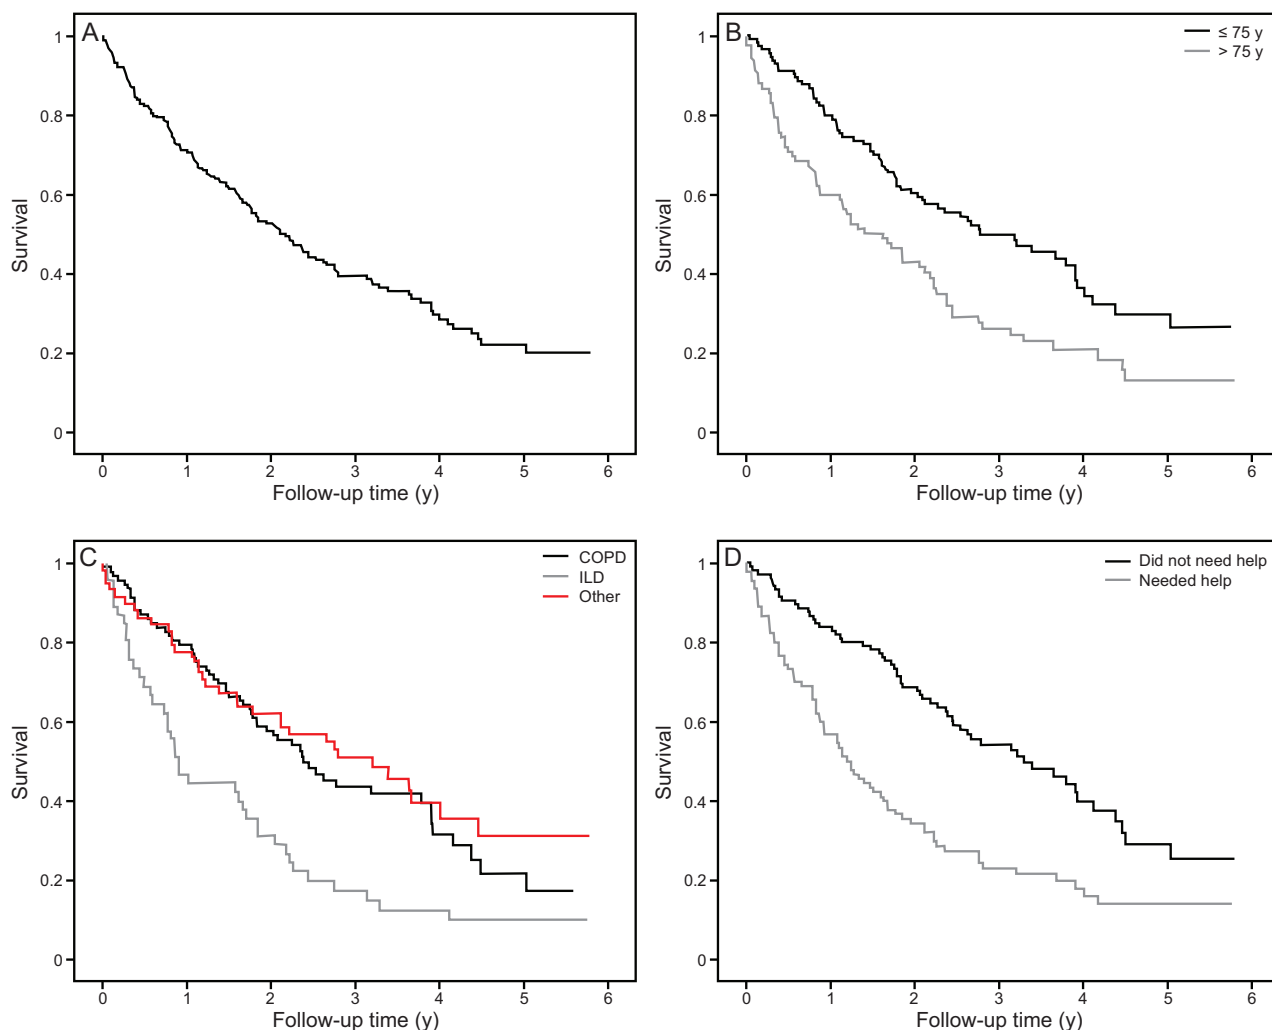 A
1
0.8
0.6
0.4
0.2
0
Survival
0 1 2 3 4 5 6
Follow-up time (y)
B
≤ 75 y
> 75 y
1
0.8
0.6
0.4
0.2
0
Survival
0 1 2 3 4 5 6
Follow-up time (y)
C
COPD
ILD
Other
1
0.8
0.6
0.4
0.2
0
Survival
0 1 2 3 4 5 6
Follow-up time (y)
D
Did not need help
Needed help
1
0.8
0.6
0.4
0.2
0
Survival
0 1 2 3 4 5 6
Follow-up time (y)